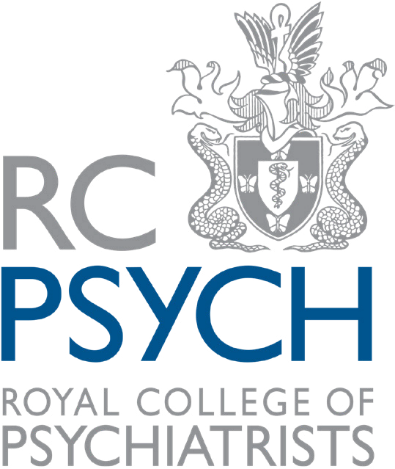 RC
PSYCH
ROYAL COLLEGE OF
PSYCHIATRISTS